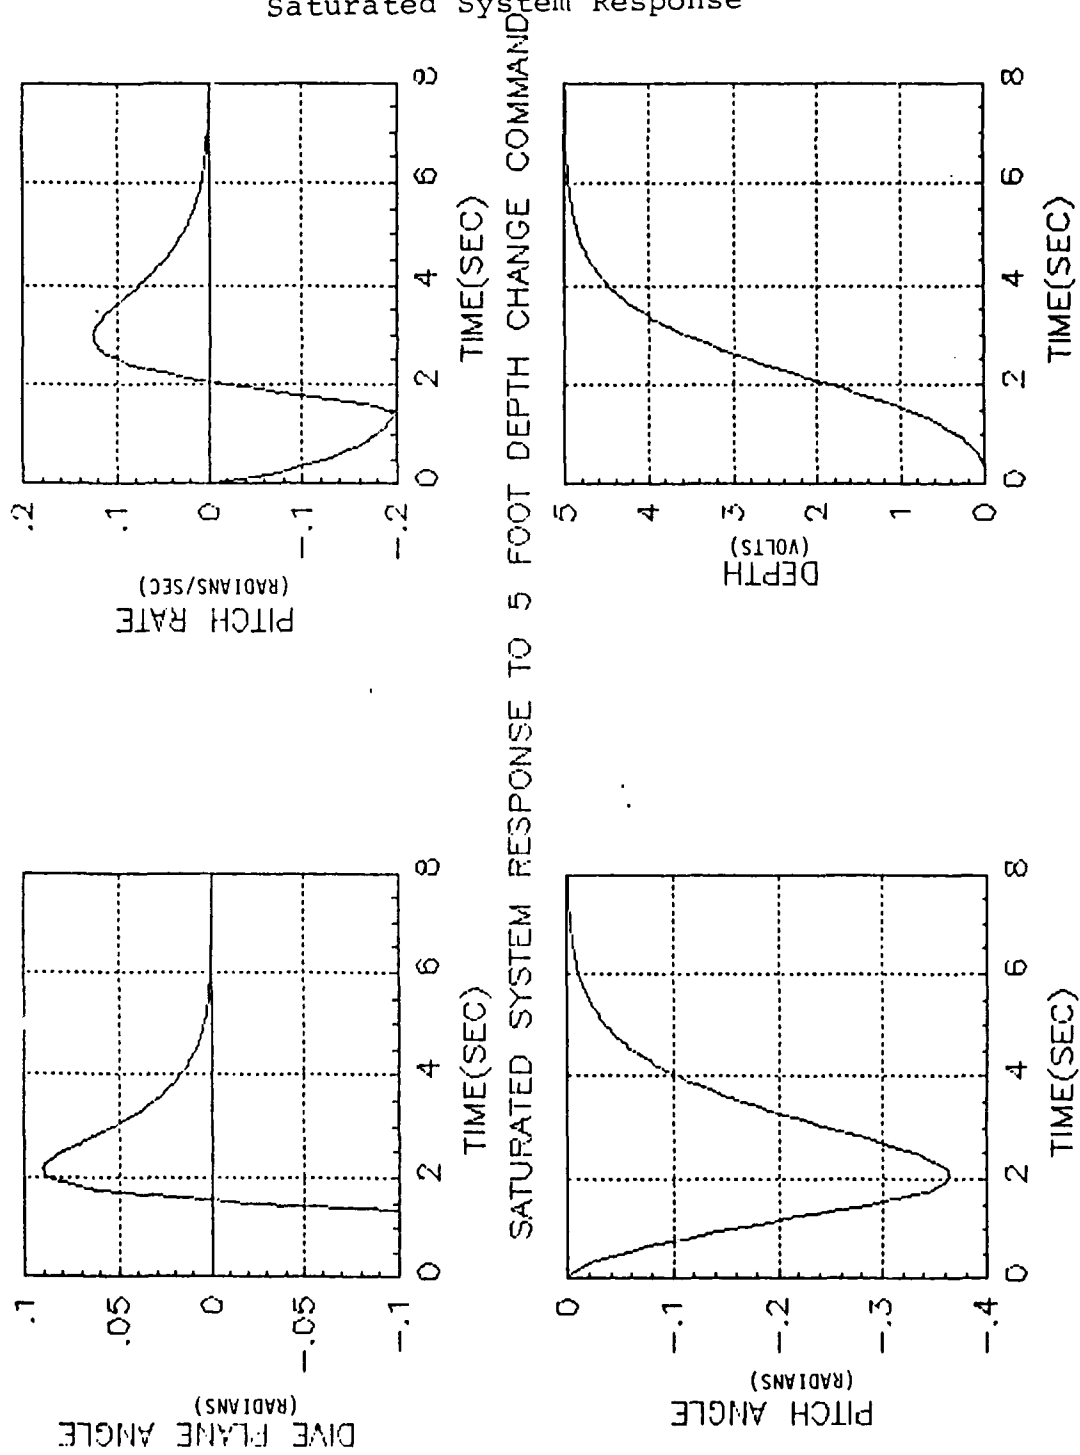 Saturated System Response
SATURATED SYSTEM RESPONSE TO 5 FOOT DEPTH CHANGE COMMAND
DIVE PLANE ANGLE
(RADIANS)
.1
.05
0
-.05
-.1
0 2 4 6 8
TIME(SEC)
PITCH RATE
(RADIANS/SEC)
.2
.1
0
-.1
-.2
0 2 4 6 8
TIME(SEC)
PITCH ANGLE
(RADIANS)
0
-.1
-.2
-.3
-.4
0 2 4 6 8
TIME(SEC)
DEPTH
(VOLTS)
5
4
3
2
1
0
0 2 4 6 8
TIME(SEC)